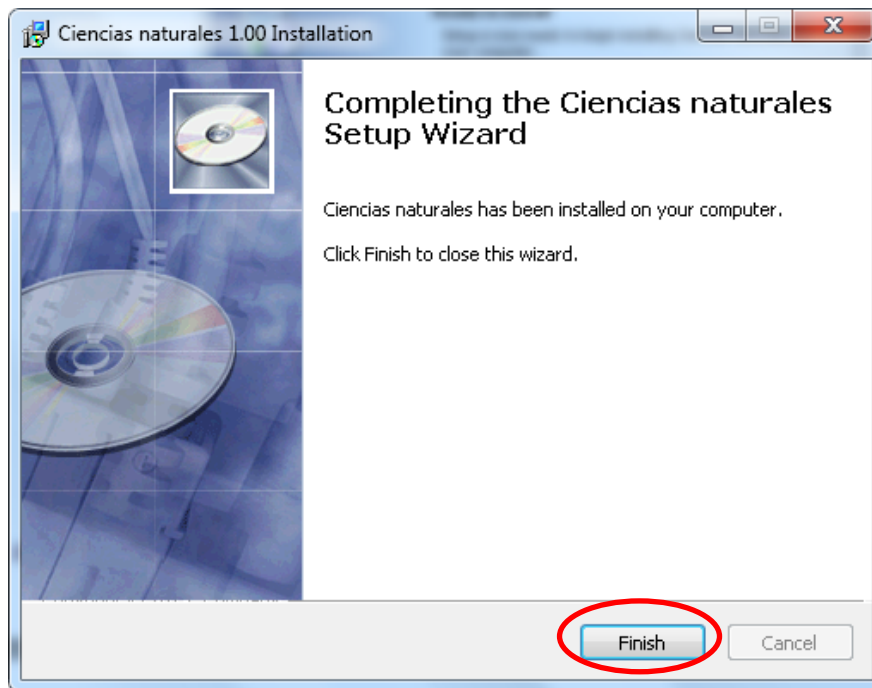 Ciencias naturales 1.00 Installation
Completing the Ciencias naturales
Setup Wizard
Ciencias naturales has been installed on your computer.
Click Finish to close this wizard.
Finish
Cancel